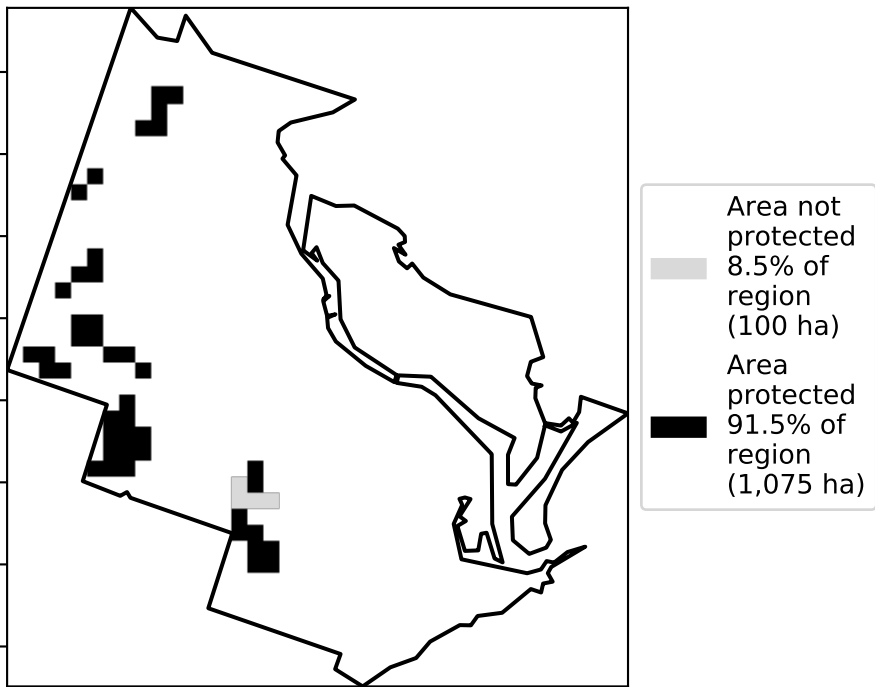 Area not
protected
8.5% of
region
(100 ha)
Area
protected
91.5% of
region
(1,075 ha)